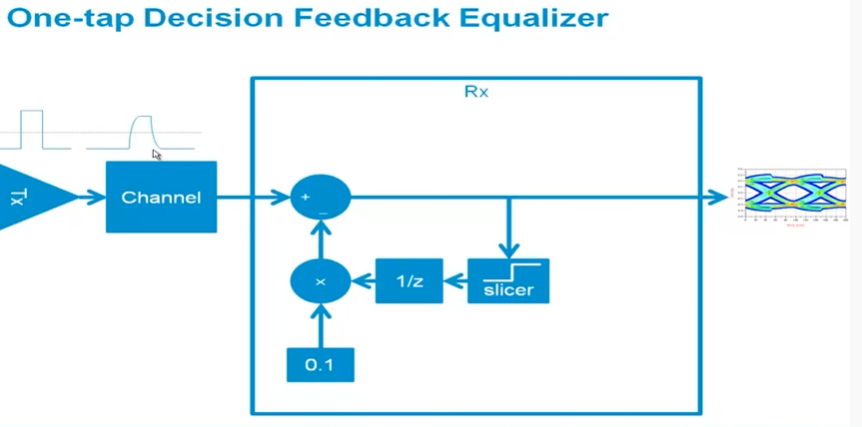 One-tap Decision Feedback Equalizer
Rx
Tx
Channel
+
−
x
1/z
slicer
0.1